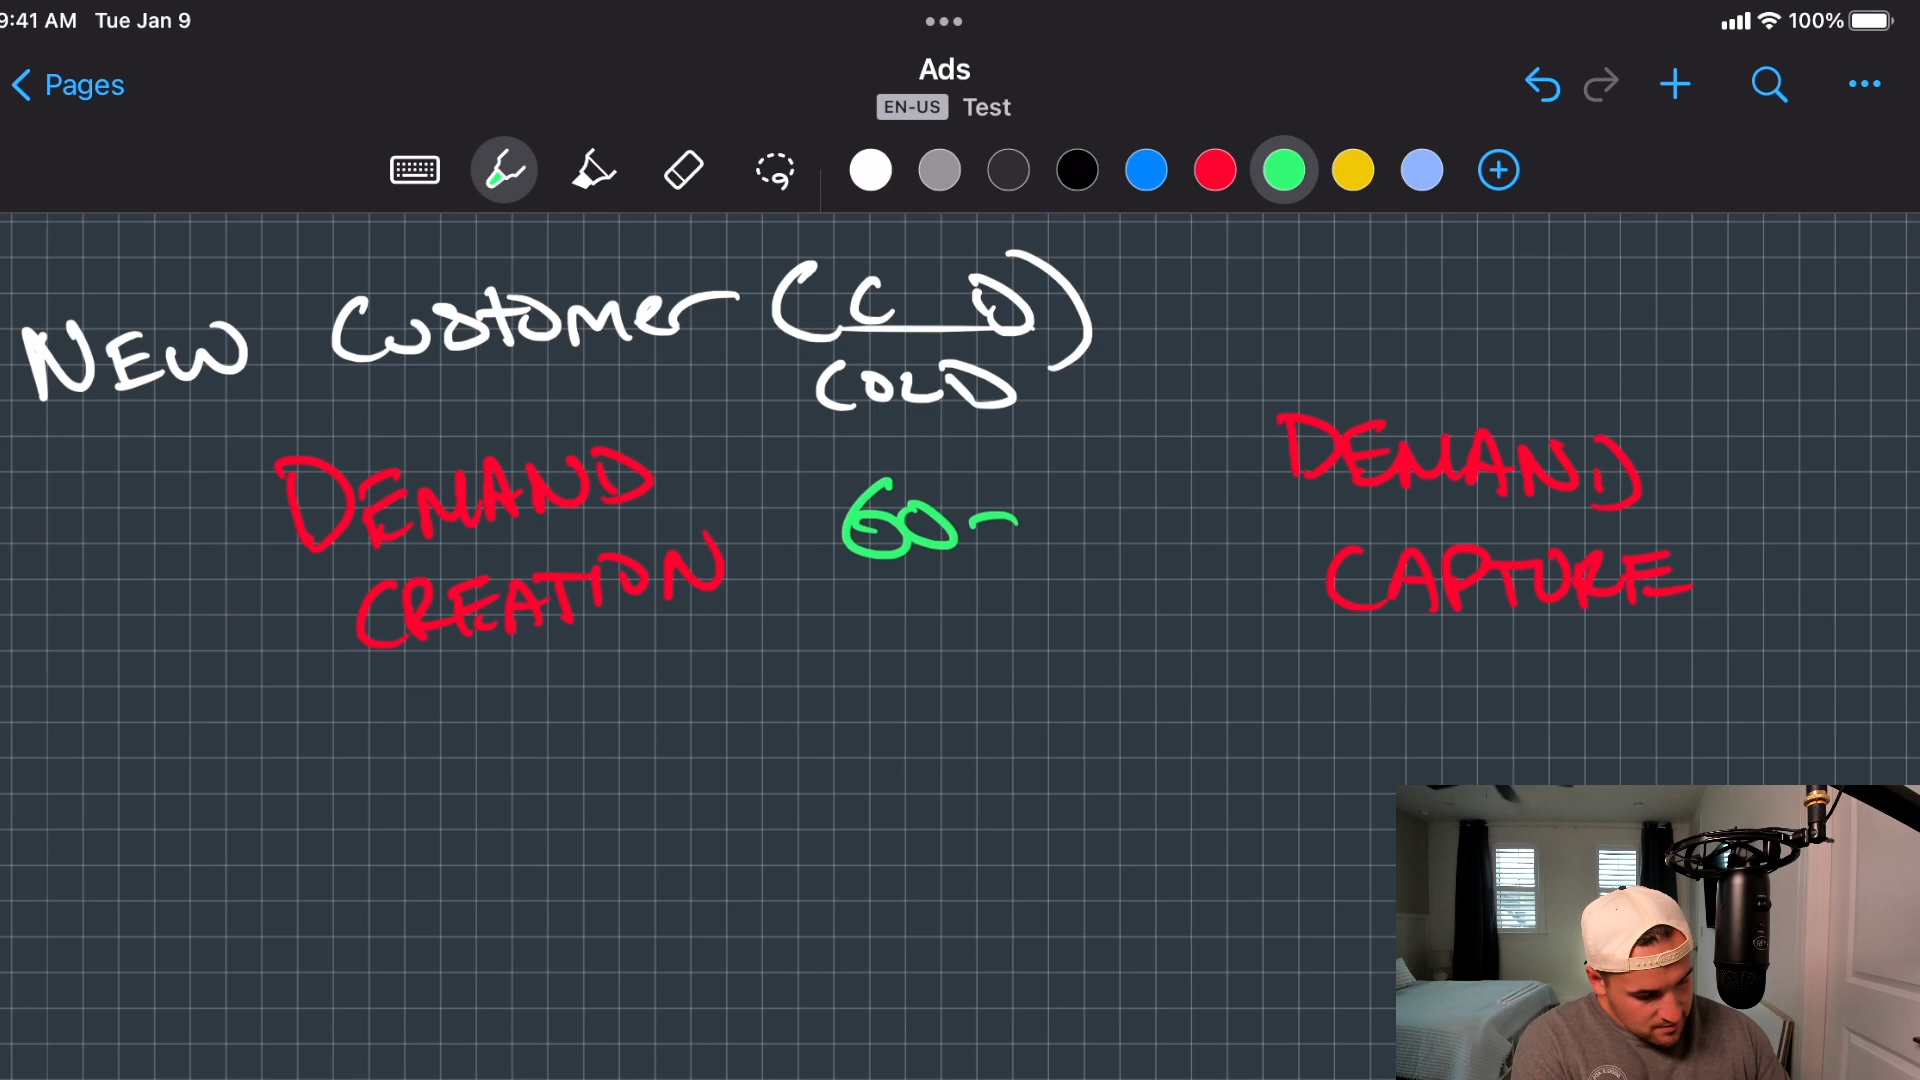 9:41 AM Tue Jan 9
100%
Pages
Ads
EN-US Test
NEW Customer (C D)
COLD
DEMAND
CREATION
60-
DEMAND
CAPTURE